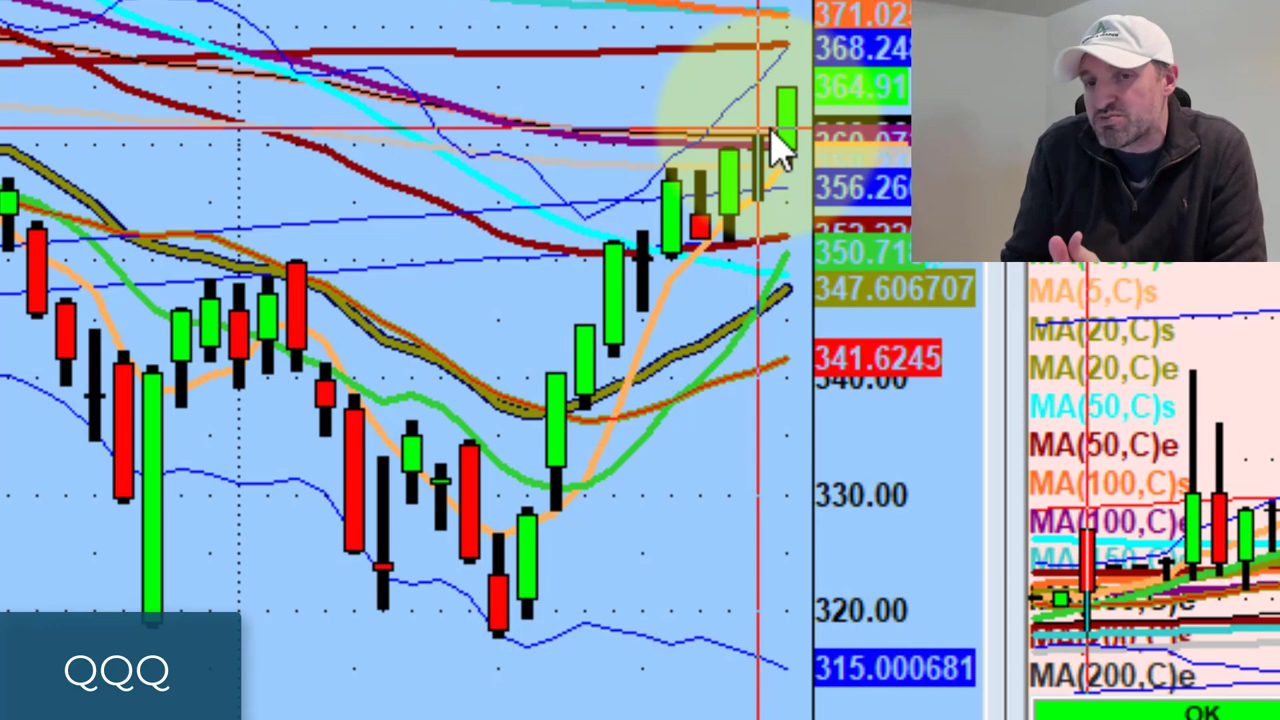 371.02
368.24
364.91
356.26
350.71
347.606707
341.6245
340.00
330.00
320.00
315.000681
MA(5,C)s
MA(20,C)s
MA(20,C)e
MA(50,C)s
MA(50,C)e
MA(100,C)s
MA(100,C)e
MA(200,C)e
OK
QQQ